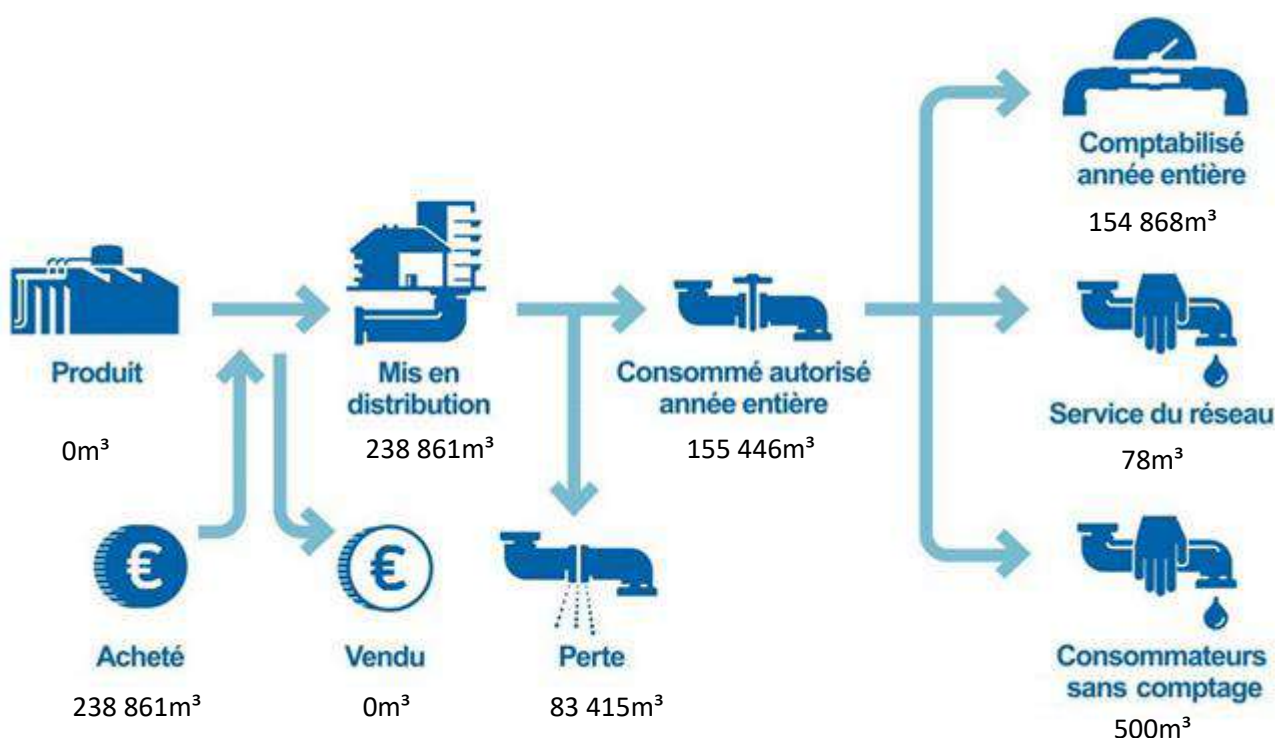 Comptabilisé
année entière
154 868m³
Produit
0m³
Mis en
distribution
238 861m³
Consommé autorisé
année entière
155 446m³
Service du réseau
78m³
€
Acheté
238 861m³
€
Vendu
0m³
Perte
83 415m³
Consommateurs
sans comptage
500m³